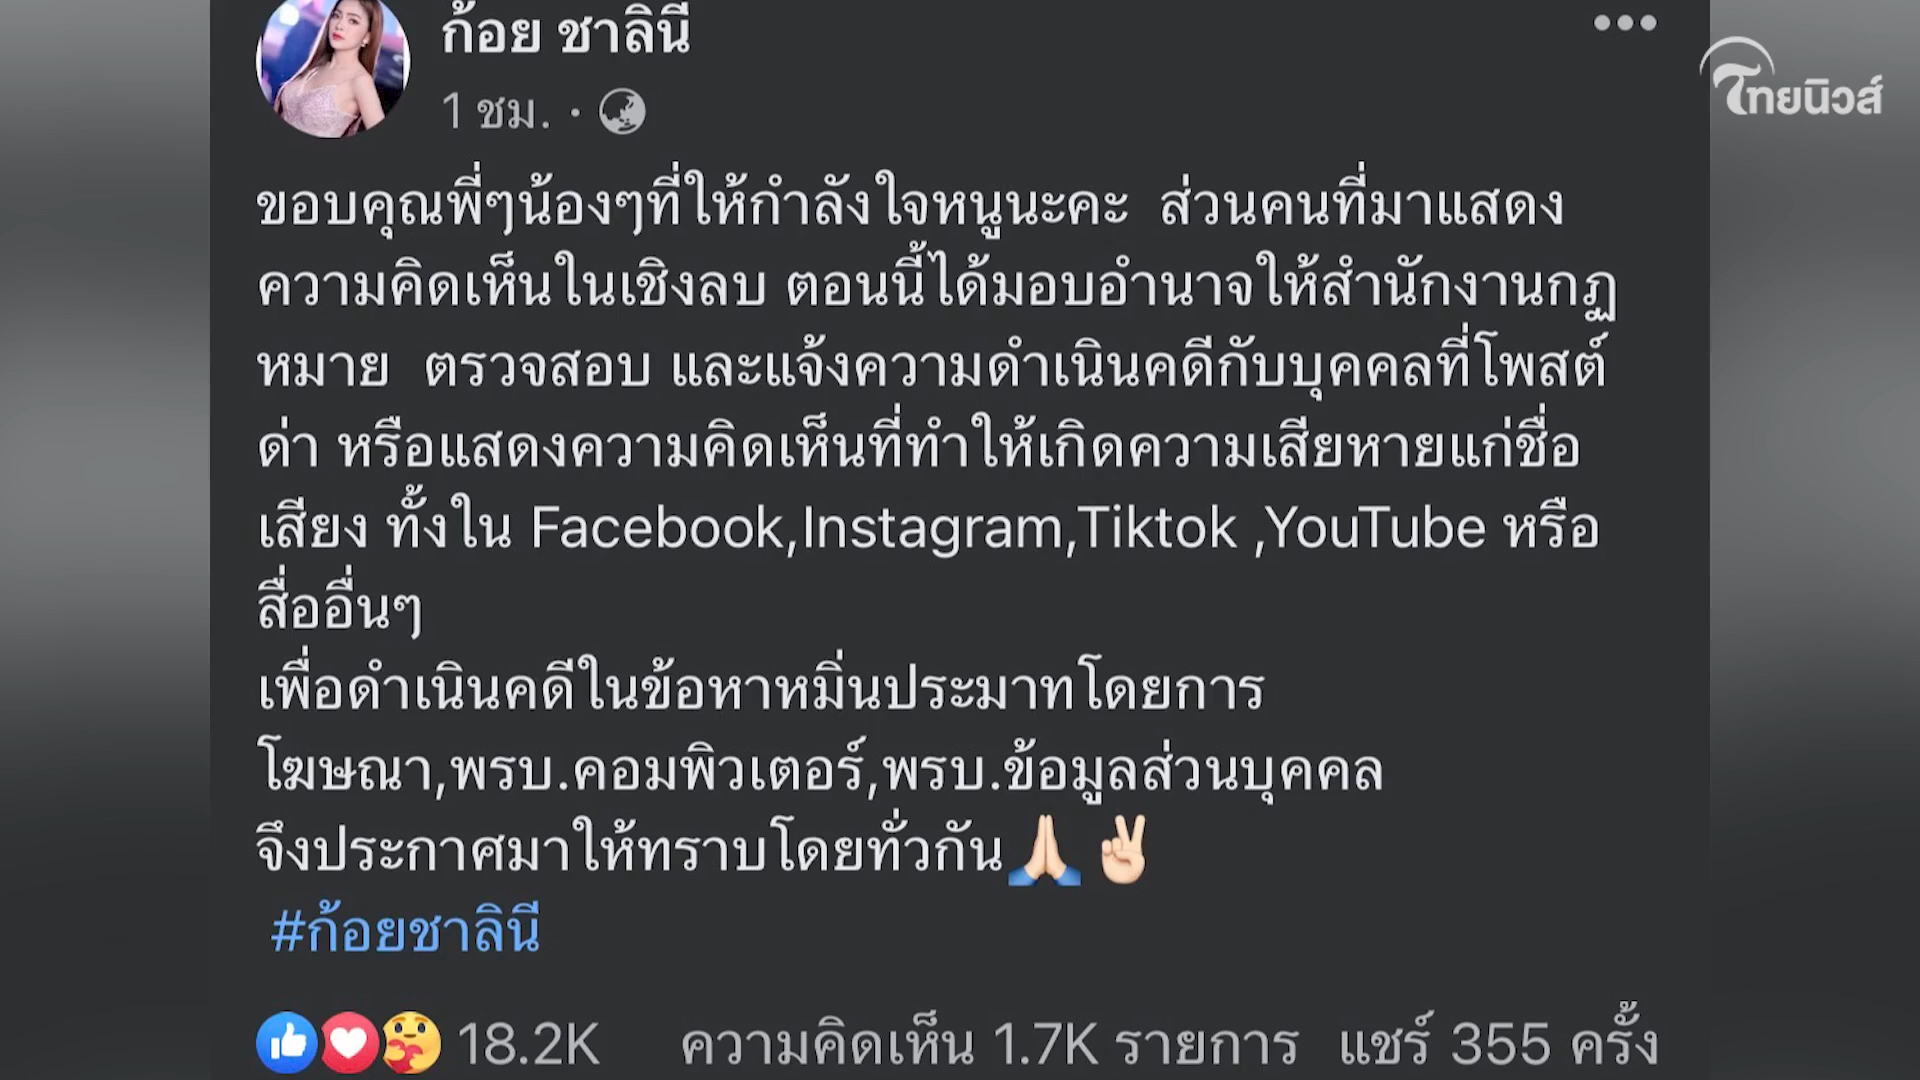 ก้อย ชาลินี
1 ชม. ·
ไทยนิวส์
ขอบคุณพี่ๆน้องๆที่ให้กำลังใจหนูนะคะ ส่วนคนที่มาแสดง
ความคิดเห็นในเชิงลบ ตอนนี้ได้มอบอำนาจให้สำนักงานกฏ
หมาย ตรวจสอบ และแจ้งความดำเนินคดีกับบุคคลที่โพสต์
ด่า หรือแสดงความคิดเห็นที่ทำให้เกิดความเสียหายแก่ชื่อ
เสียง ทั้งใน Facebook,Instagram,Tiktok ,YouTube หรือ
สื่ออื่นๆ
เพื่อดำเนินคดีในข้อหาหมิ่นประมาทโดยการ
โฆษณา,พรบ.คอมพิวเตอร์,พรบ.ข้อมูลส่วนบุคคล
จึงประกาศมาให้ทราบโดยทั่วกัน🙏🏻✌🏻
#ก้อยชาลินี
18.2K ความคิดเห็น 1.7K รายการ แชร์ 355 ครั้ง